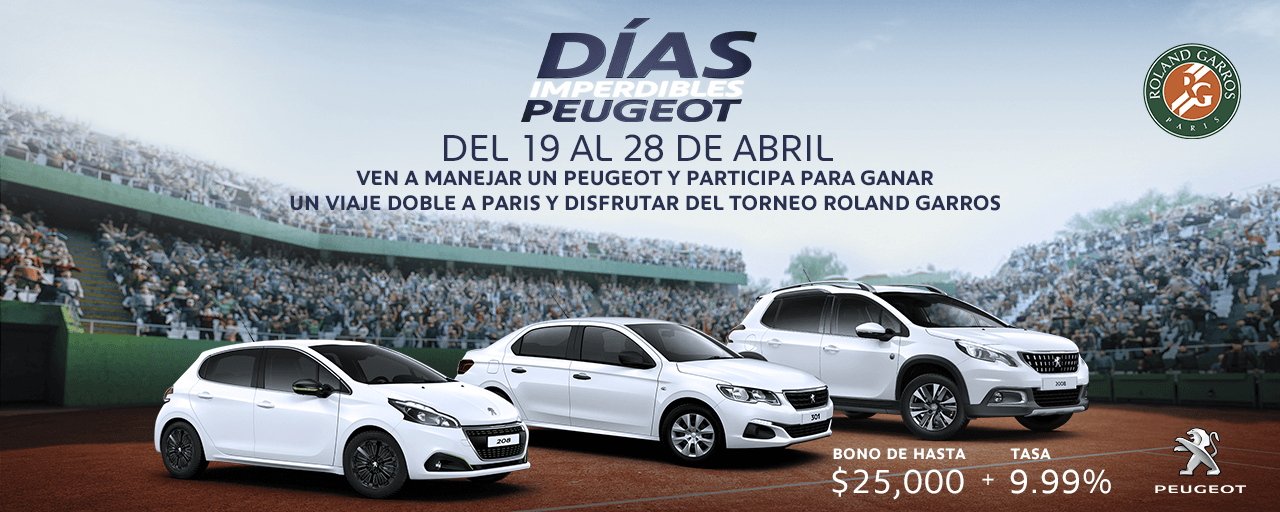 DÍAS
IMPERDIBLES
PEUGEOT
DEL 19 AL 28 DE ABRIL
VEN A MANEJAR UN PEUGEOT Y PARTICIPA PARA GANAR
UN VIAJE DOBLE A PARIS Y DISFRUTAR DEL TORNEO ROLAND GARROS
ROLAND GARROS
RG
PARIS
208
301
2008
BONO DE HASTA
$25,000
+
TASA
9.99%
PEUGEOT